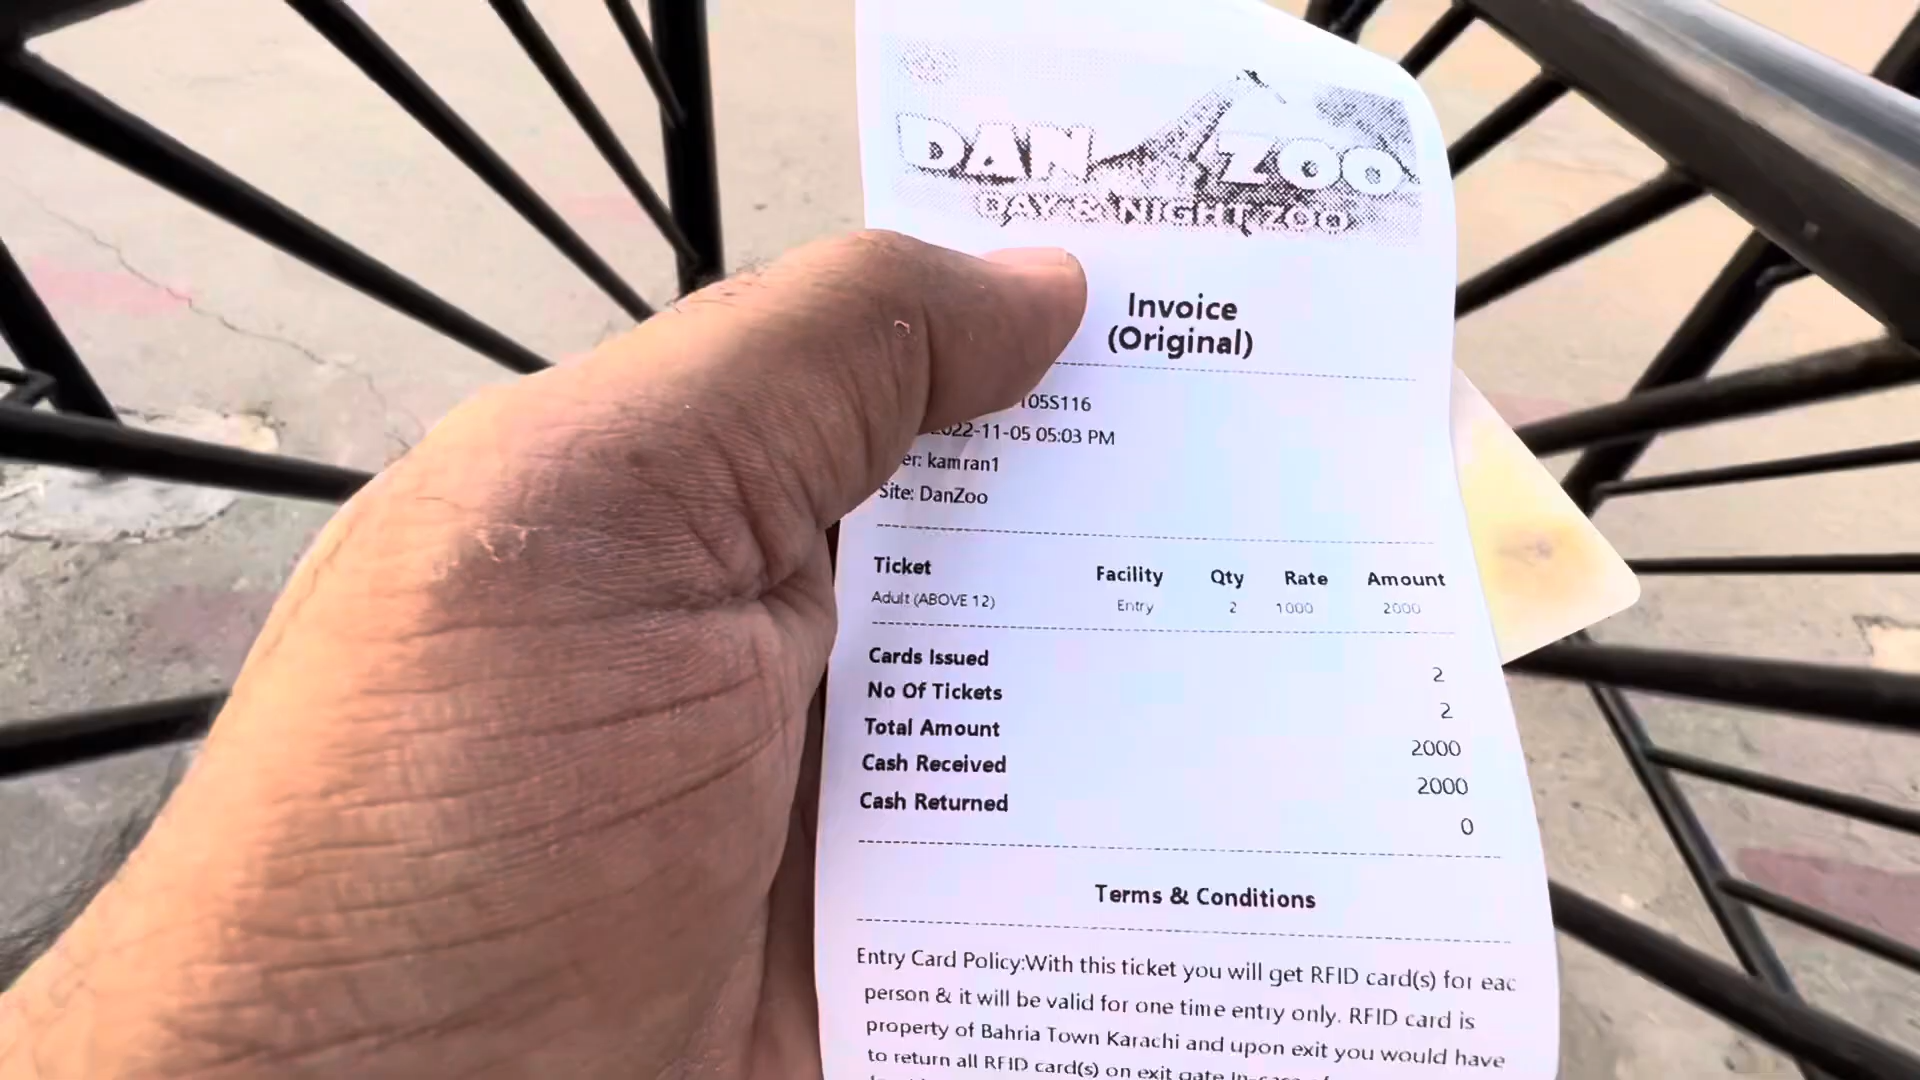 DAN ZOO
DAY & NIGHT ZOO
Invoice
(Original)
105S116
2022-11-05 05:03 PM
er: kamran1
Site: DanZoo
Ticket Facility Qty Rate Amount
Adult (ABOVE 12) Entry 2 1000 2000
Cards Issued 2
No Of Tickets 2
Total Amount 2000
Cash Received 2000
Cash Returned 0
Terms & Conditions
Entry Card Policy:With this ticket you will get RFID card(s) for eac
person & it will be valid for one time entry only. RFID card is
property of Bahria Town Karachi and upon exit you would have
to return all RFID card(s) on exit gate In-case of